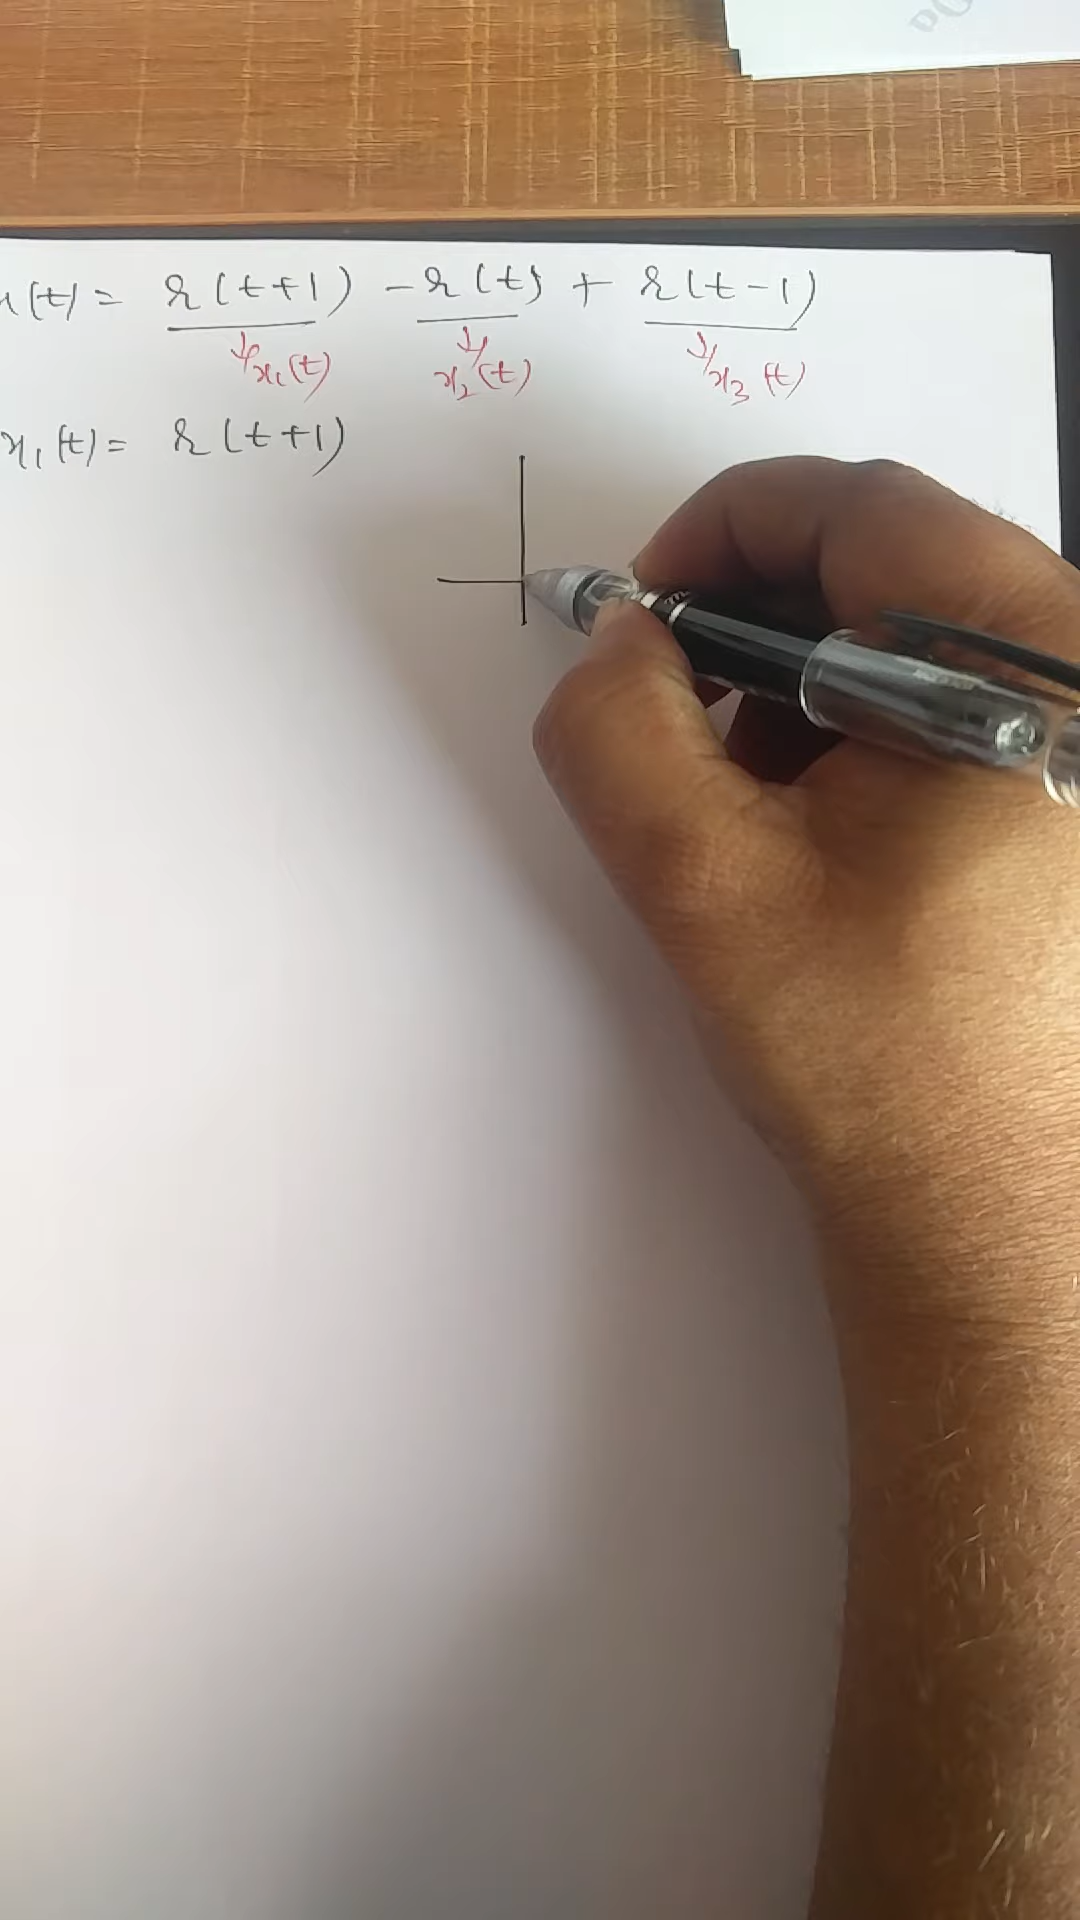 x(t) = r(t+1) - r(t) + r(t-1)
x₁(t) x₂(t) x₃(t)
x₁(t) = r(t+1)